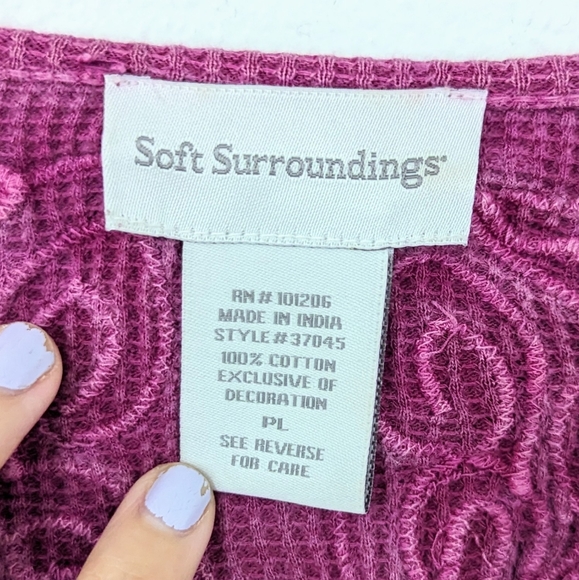 Soft Surroundings
RN # 101206
MADE IN INDIA
STYLE # 37045
100% COTTON
EXCLUSIVE OF
DECORATION
PL
SEE REVERSE
FOR CARE